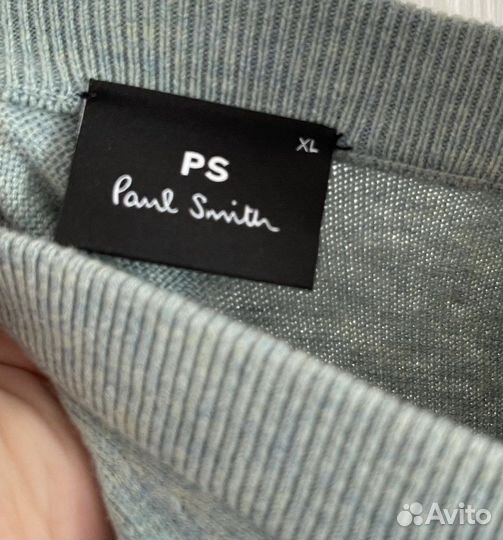 XL
PS
Paul Smith
Avito